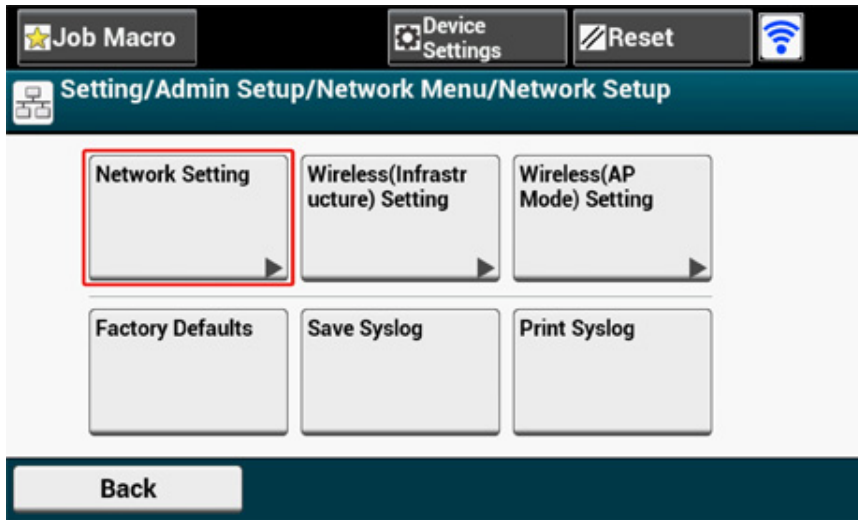 Job Macro
Device
Settings
Reset
Setting/Admin Setup/Network Menu/Network Setup
Network Setting
Wireless(Infrastr
ucture) Setting
Wireless(AP
Mode) Setting
Factory Defaults
Save Syslog
Print Syslog
Back